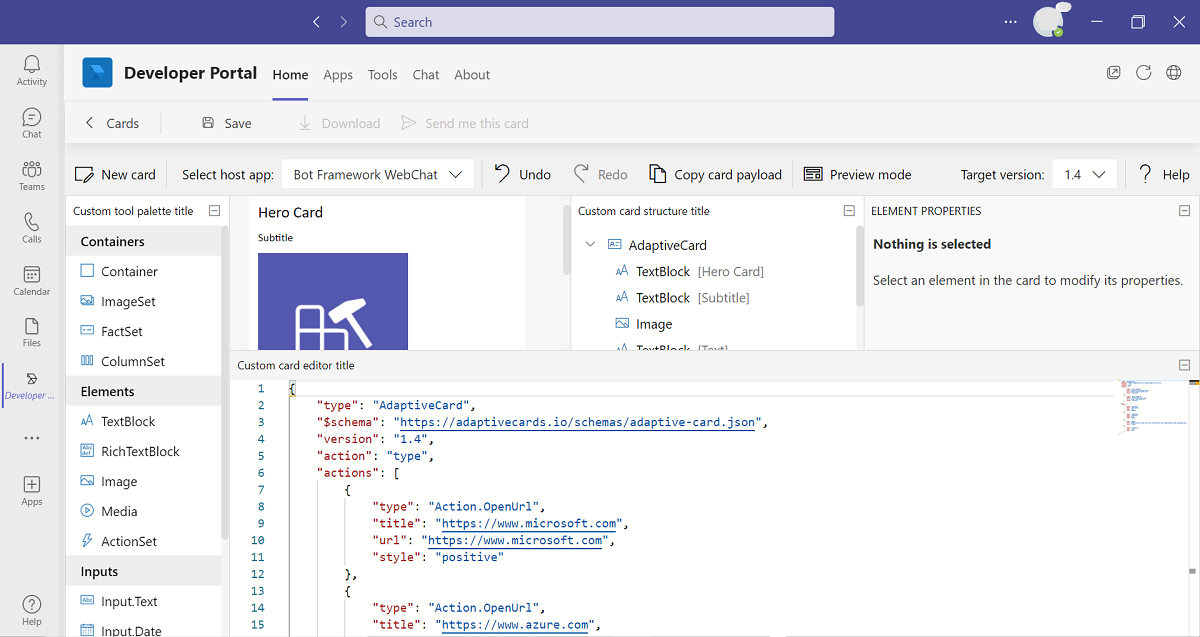 Search
Activity
Chat
Teams
Calls
Calendar
Files
Developer ...
Apps
Help
Developer Portal Home Apps Tools Chat About
Cards Save Download Send me this card
New card Select host app: Bot Framework WebChat Undo Redo Copy card payload Preview mode Target version: 1.4 Help
Custom tool palette title
Containers
Container
ImageSet
FactSet
ColumnSet
Elements
TextBlock
RichTextBlock
Image
Media
ActionSet
Inputs
Input.Text
Input.Date
Hero Card
Subtitle
Custom card structure title
AdaptiveCard
TextBlock [Hero Card]
TextBlock [Subtitle]
Image
TextBlock [Text]
ELEMENT PROPERTIES
Nothing is selected
Select an element in the card to modify its properties.
Custom card editor title
1 {
2 "type": "AdaptiveCard",
3 "$schema": "https://adaptivecards.io/schemas/adaptive-card.json",
4 "version": "1.4",
5 "action": "type",
6 "actions": [
7 {
8 "type": "Action.OpenUrl",
9 "title": "https://www.microsoft.com",
10 "url": "https://www.microsoft.com",
11 "style": "positive"
12 },
13 {
14 "type": "Action.OpenUrl",
15 "title": "https://www.azure.com",